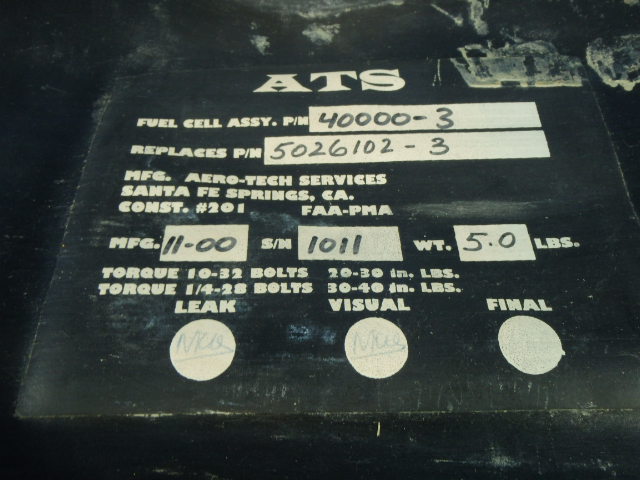 ATS
FUEL CELL ASSY. P/N 40000-3
REPLACES P/N 5026102-3
MFG. AERO-TECH SERVICES
SANTA FE SPRINGS, CA.
CONST. #201 FAA-PMA
MFG. 11-00 S/N 1011 WT. 5.0 LBS.
TORQUE 10-32 BOLTS 20-30 in. LBS.
TORQUE 1/4-28 BOLTS 30-40 in. LBS.
LEAK VISUAL FINAL